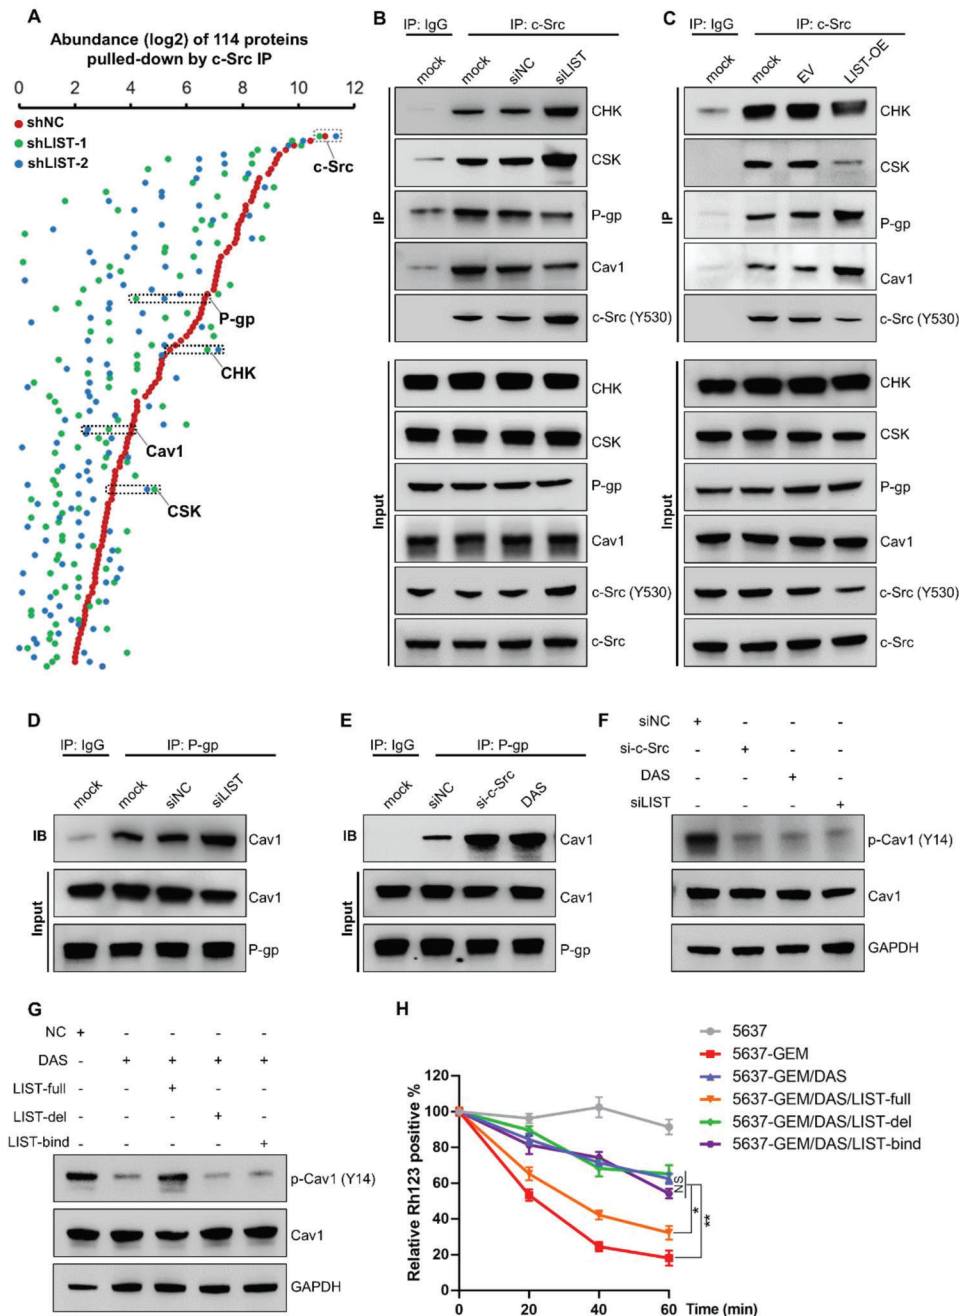 A
Abundance (log2) of 114 proteins
pulled-down by c-Src IP
0 2 4 6 8 10 12
shNC
shLIST-1
shLIST-2
c-Src
P-gp
CHK
Cav1
CSK
B
IP: IgG IP: c-Src
mock mock siNC siLIST
IP
CHK
CSK
P-gp
Cav1
c-Src (Y530)
Input
CHK
CSK
P-gp
Cav1
c-Src (Y530)
c-Src
C
IP: IgG IP: c-Src
mock mock EV LIST-OE
IP
CHK
CSK
P-gp
Cav1
c-Src (Y530)
Input
CHK
CSK
P-gp
Cav1
c-Src (Y530)
c-Src
D
IP: IgG IP: P-gp
mock mock siNC siLIST
IB
Cav1
Input
Cav1
P-gp
E
IP: IgG IP: P-gp
mock siNC si-c-Src DAS
IB
Cav1
Input
Cav1
P-gp
F
siNC + - - -
si-c-Src - + - -
DAS - - + -
siLIST - - - +
p-Cav1 (Y14)
Cav1
GAPDH
G
NC + - - - -
DAS - + + + +
LIST-full - - + - -
LIST-del - - - + -
LIST-bind - - - - +
p-Cav1 (Y14)
Cav1
GAPDH
H
5637
5637-GEM
5637-GEM/DAS
5637-GEM/DAS/LIST-full
5637-GEM/DAS/LIST-del
5637-GEM/DAS/LIST-bind
Relative Rh123 positive %
120
100
80
60
40
20
0
NS
*
**
0 20 40 60 Time (min)